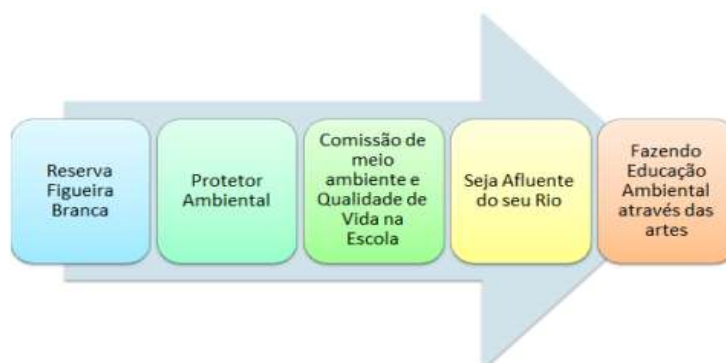 Reserva
Figueira
Branca
Protetor
Ambiental
Comissão de
meio
ambiente e
Qualidade de
Vida na
Escola
Seja Afluente
do seu Rio
Fazendo
Educação
Ambiental
através das
artes